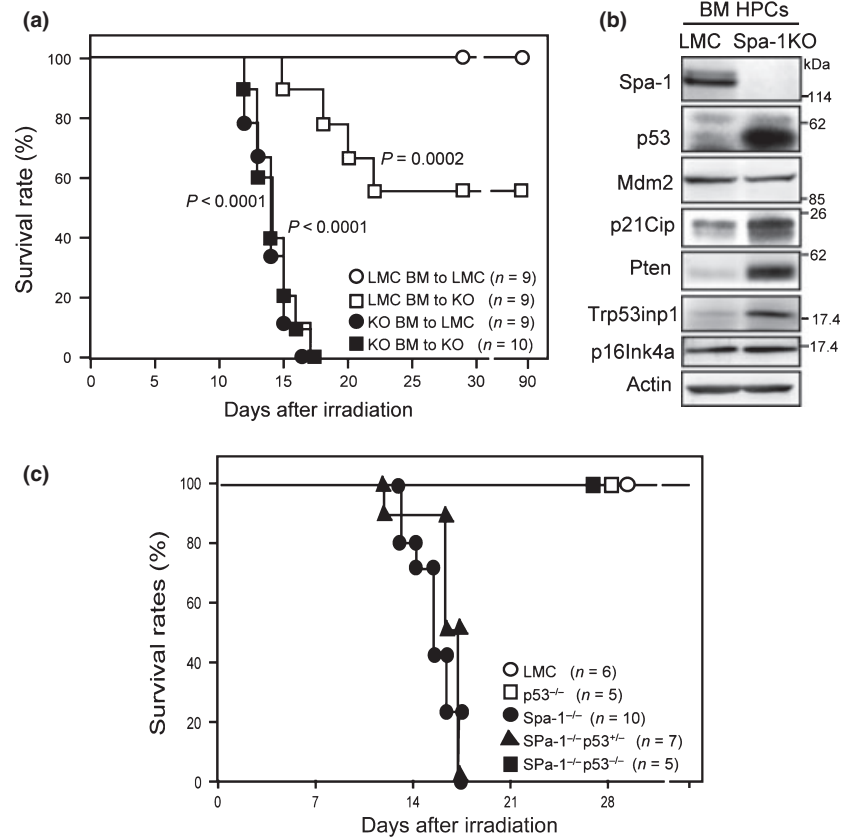 (a)
Survival rate (%)
100
80
60
40
20
0
P = 0.0002
P < 0.0001
P < 0.0001
LMC BM to LMC (n = 9)
LMC BM to KO (n = 9)
KO BM to LMC (n = 9)
KO BM to KO (n = 10)
0 5 10 15 20 25 30 90
Days after irradiation
(b)
BM HPCs
LMC Spa-1KO
kDa
Spa-1
114
p53
62
Mdm2
85
p21Cip
26
Pten
62
Trp53inp1
17.4
p16Ink4a
17.4
Actin
(c)
Survival rates (%)
100
80
60
40
20
0
LMC (n = 6)
p53–/– (n = 5)
Spa-1–/– (n = 10)
SPa-1–/–p53+/– (n = 7)
SPa-1–/–p53–/– (n = 5)
0 7 14 21 28
Days after irradiation